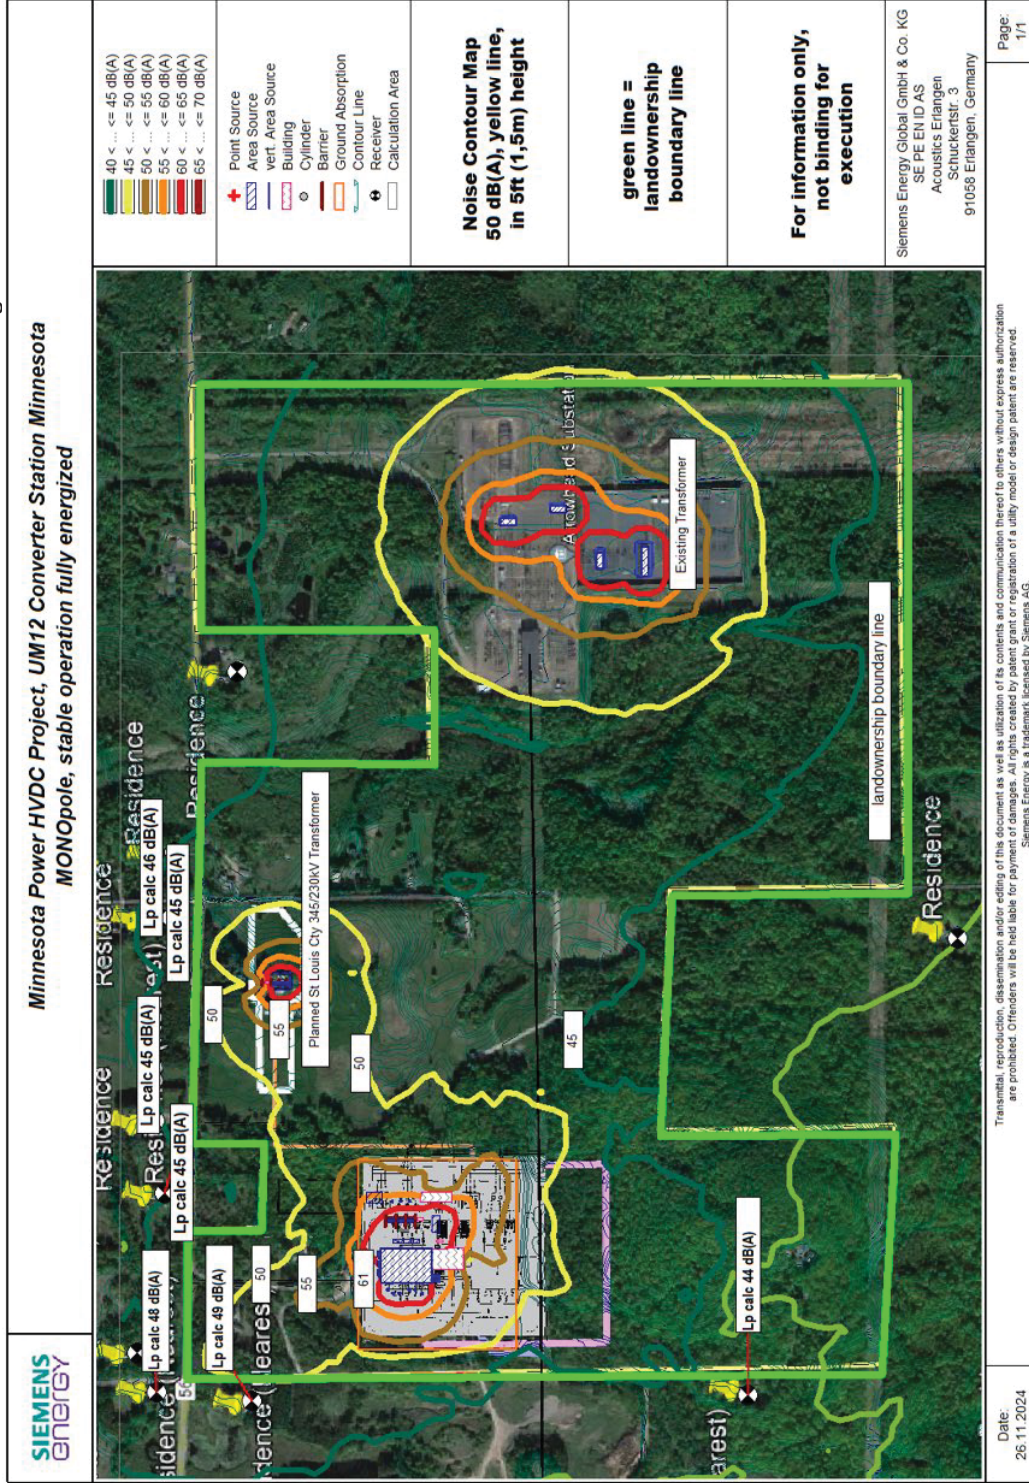 SIEMENS
energy
Minnesota Power HVDC Project, UM12 Converter Station Minnesota
MONOpole, stable operation fully energized
40 < ... <= 45 dB(A)
45 < ... <= 50 dB(A)
50 < ... <= 55 dB(A)
55 < ... <= 60 dB(A)
60 < ... <= 65 dB(A)
65 < ... <= 70 dB(A)
Point Source
Area Source
vert. Area Source
Building
Cylinder
Barrier
Ground Absorption
Contour Line
Receiver
Calculation Area
Noise Contour Map
50 dB(A), yellow line,
in 5ft (1,5m) height
green line =
landownership
boundary line
For information only,
not binding for
execution
Siemens Energy Global GmbH & Co. KG
SE PE EN ID AS
Acoustics Erlangen
Schuckertstr. 3
91058 Erlangen, Germany
Residence
Residence
Residence
Residence
Lp calc 48 dB(A)
Lp calc 45 dB(A)
Lp calc 46 dB(A)
Lp calc 45 dB(A)
Lp calc 45 dB(A)
Lp calc 49 dB(A)
50
50
55
61
50
55
Planned St Louis Cty 345/230kV Transformer
50
45
Arrowhead Substatio
Existing Transformer
Lp calc 44 dB(A)
landownership boundary line
Residence
arest)
Date:
26.11.2024
Transmittal, reproduction, dissemination and/or editing of this document as well as utilization of its contents and communication thereof to others without express authorization
are prohibited. Offenders will be held liable for payment of damages. All rights created by patent grant or registration of a utility model or design patent are reserved.
Siemens Energy is a trademark licensed by Siemens AG.
Page:
1/1